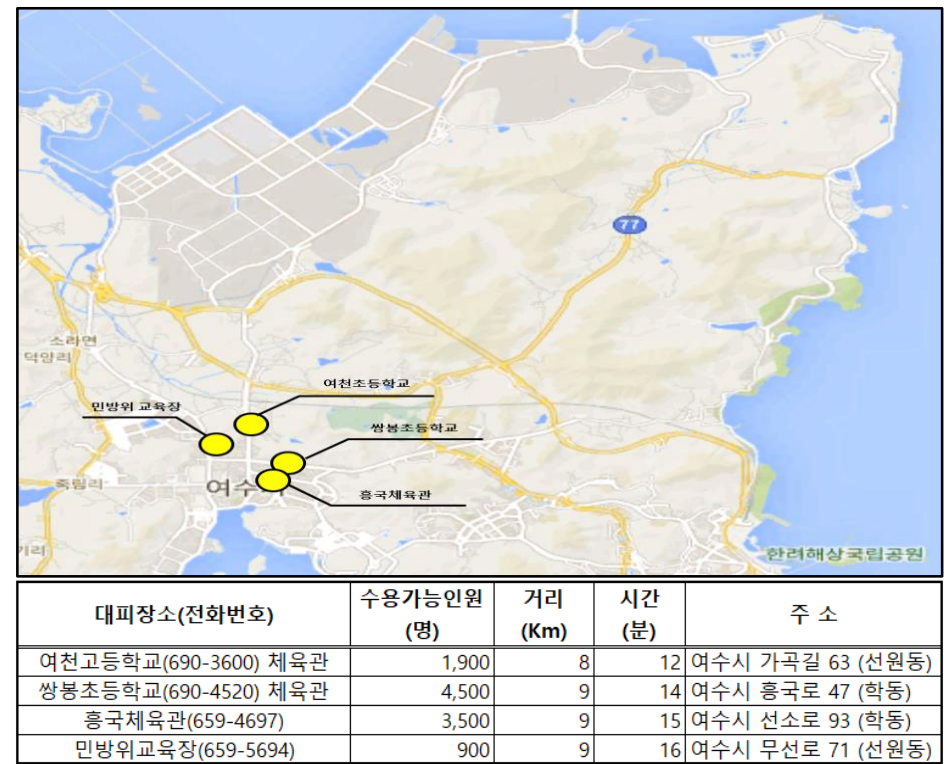 77
소라면
덕양리
여천초등학교
민방위 교육장
쌍봉초등학교
죽림리
흥국체육관
한려해상국립공원
대피장소(전화번호) 수용가능인원 (명) 거리 (Km) 시간 (분) 주 소
여천고등학교(690-3600) 체육관 1,900 8 12 여수시 가곡길 63 (선원동)
쌍봉초등학교(690-4520) 체육관 4,500 9 14 여수시 흥국로 47 (학동)
흥국체육관(659-4697) 3,500 9 15 여수시 선소로 93 (학동)
민방위교육장(659-5694) 900 9 16 여수시 무선로 71 (선원동)